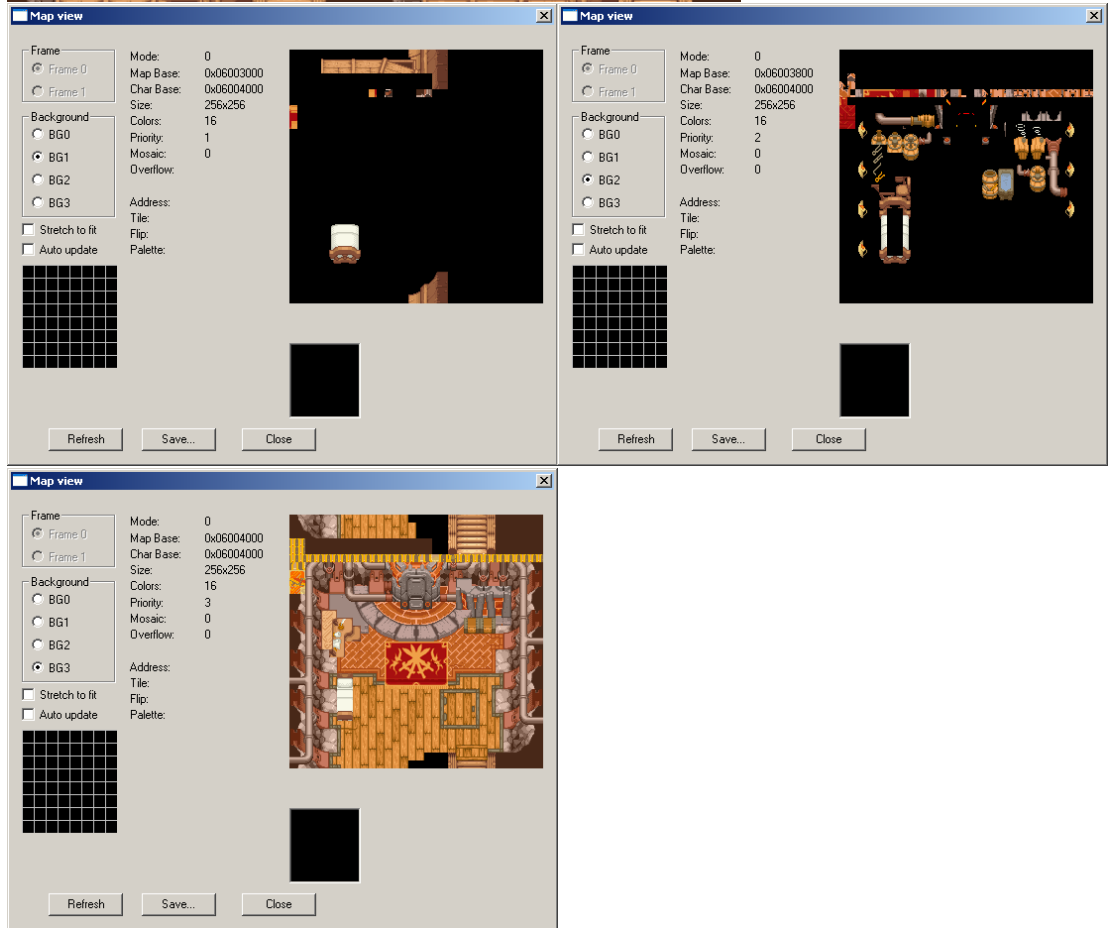 Map view
Frame
Frame 0
Frame 1
Background
BG0
BG1
BG2
BG3
Stretch to fit
Auto update
Mode: 0
Map Base: 0x06003000
Char Base: 0x06004000
Size: 256x256
Colors: 16
Priority: 1
Mosaic: 0
Overflow:
Address:
Tile:
Flip:
Palette:
Refresh Save... Close
Map view
Frame
Frame 0
Frame 1
Background
BG0
BG1
BG2
BG3
Stretch to fit
Auto update
Mode: 0
Map Base: 0x06003800
Char Base: 0x06004000
Size: 256x256
Colors: 16
Priority: 2
Mosaic: 0
Overflow: 0
Address:
Tile:
Flip:
Palette:
Refresh Save... Close
Map view
Frame
Frame 0
Frame 1
Background
BG0
BG1
BG2
BG3
Stretch to fit
Auto update
Mode: 0
Map Base: 0x06004000
Char Base: 0x06004000
Size: 256x256
Colors: 16
Priority: 3
Mosaic: 0
Overflow: 0
Address:
Tile:
Flip:
Palette:
Refresh Save... Close